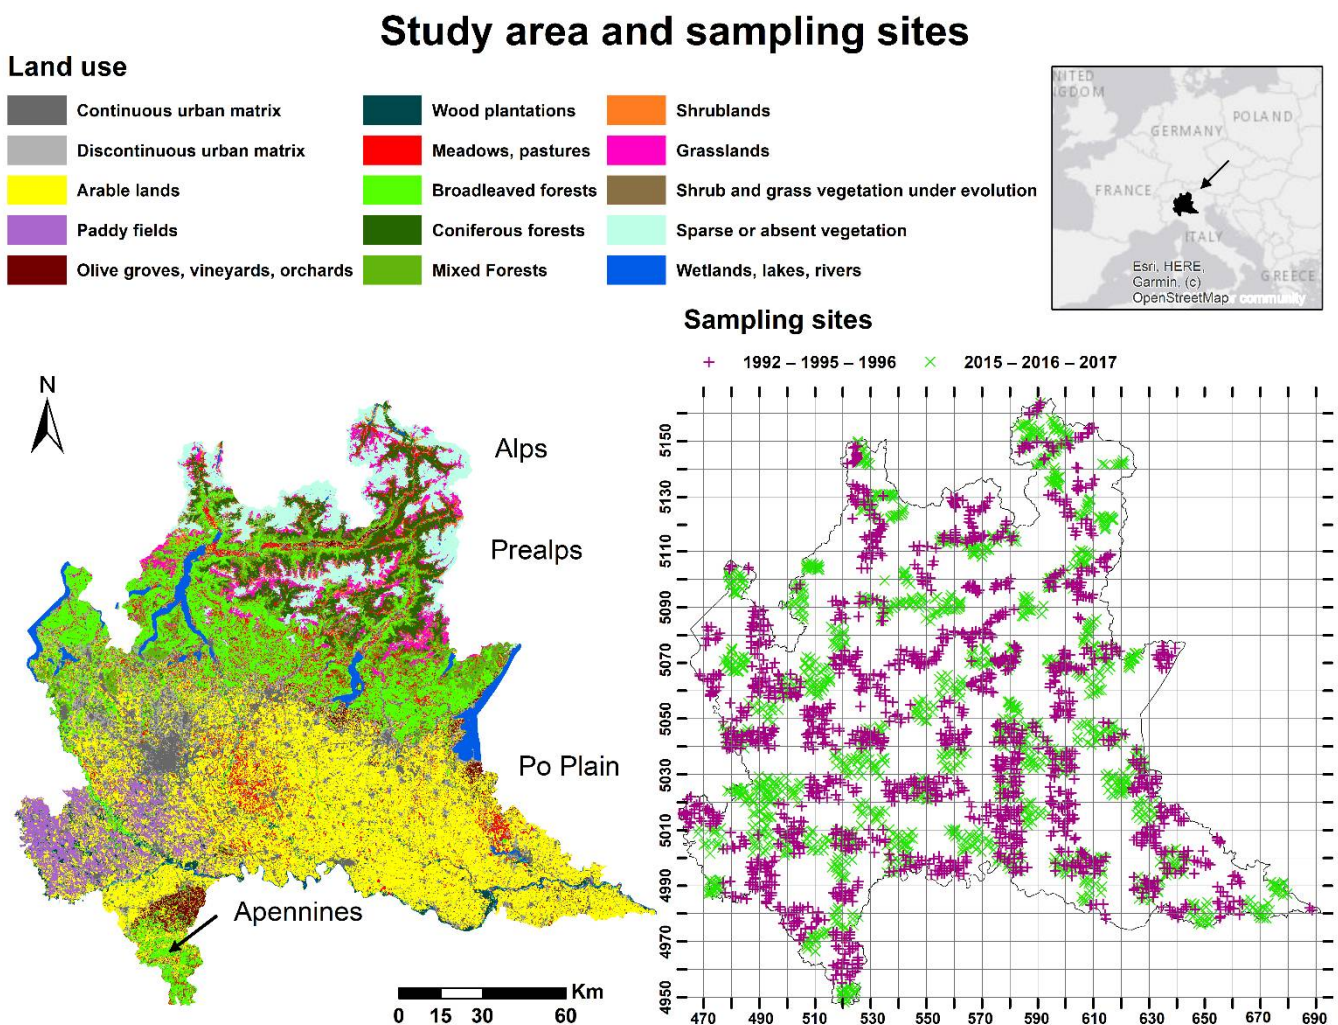 Study area and sampling sites
Land use
Continuous urban matrix
Discontinuous urban matrix
Arable lands
Paddy fields
Olive groves, vineyards, orchards
Wood plantations
Meadows, pastures
Broadleaved forests
Coniferous forests
Mixed Forests
Shrublands
Grasslands
Shrub and grass vegetation under evolution
Sparse or absent vegetation
Wetlands, lakes, rivers
NITED
GDOM
POLAND
GERMANY
FRANCE
ITALY
GREECE
Esri, HERE,
Garmin, (c)
OpenStreetMap r community
Sampling sites
1992 – 1995 – 1996
2015 – 2016 – 2017
N
Alps
Prealps
Po Plain
Apennines
Km
0 15 30 60
5150
5130
5110
5090
5070
5050
5030
5010
4990
4970
4950
470 490 510 530 550 570 590 610 630 650 670 690